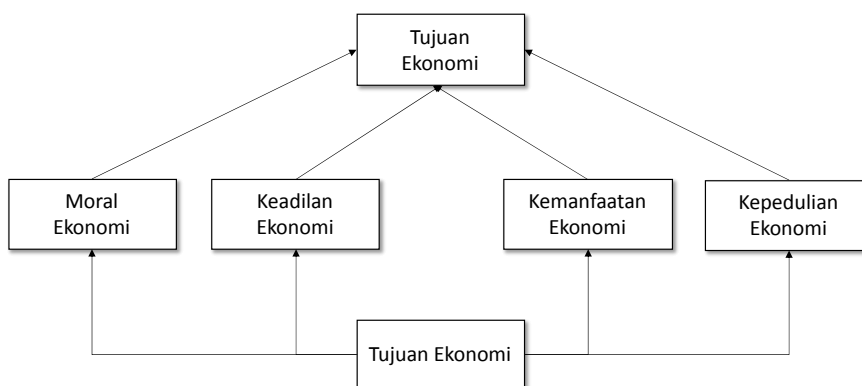 Tujuan
Ekonomi
Moral
Ekonomi
Keadilan
Ekonomi
Kemanfaatan
Ekonomi
Kepedulian
Ekonomi
Tujuan Ekonomi